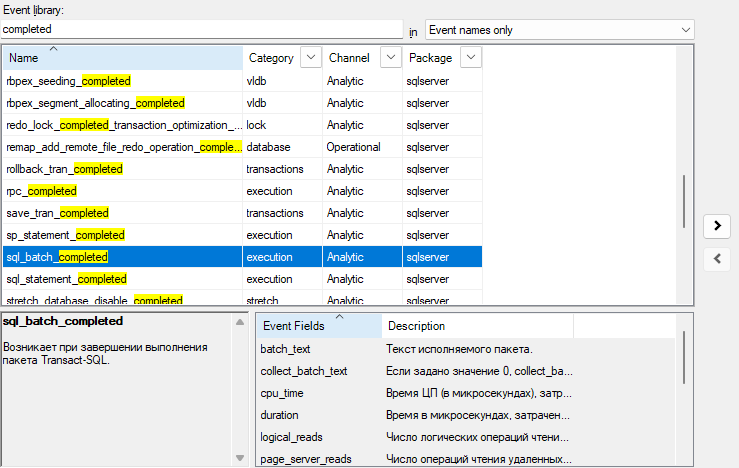 Event library:
completed in Event names only
Name Category Channel Package
rbpex_seeding_completed vldb Analytic sqlserver
rbpex_segment_allocating_completed vldb Analytic sqlserver
redo_lock_completed_transaction_optimization_... lock Analytic sqlserver
remap_add_remote_file_redo_operation_comple... database Operational sqlserver
rollback_tran_completed transactions Analytic sqlserver
rpc_completed execution Analytic sqlserver
save_tran_completed transactions Analytic sqlserver
sp_statement_completed execution Analytic sqlserver
sql_batch_completed execution Analytic sqlserver
sql_statement_completed execution Analytic sqlserver
stretch_database_disable_completed stretch Analytic sqlserver
sql_batch_completed
Возникает при завершении выполнения
пакета Transact-SQL.
Event Fields Description
batch_text Текст исполняемого пакета.
collect_batch_text Если задано значение 0, collect_ba...
cpu_time Время ЦП (в микросекундах), затр...
duration Время в микросекундах, затрачен...
logical_reads Число логических операций чтени...
page_server_reads Число операций чтения удаленных...